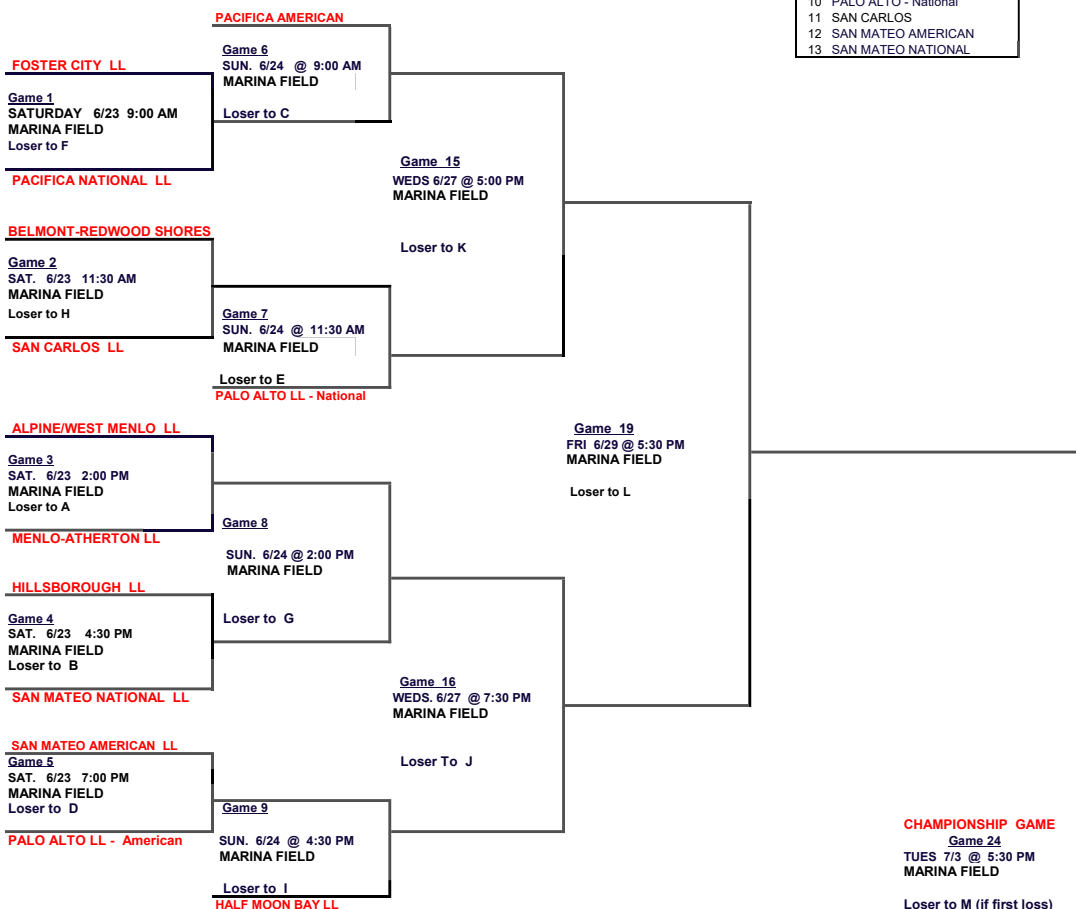 PACIFICA AMERICAN
10 PALO ALTO - National
11 SAN CARLOS
12 SAN MATEO AMERICAN
13 SAN MATEO NATIONAL
Game 6
SUN. 6/24 @ 9:00 AM
MARINA FIELD
Loser to C
FOSTER CITY LL
Game 1
SATURDAY 6/23 9:00 AM
MARINA FIELD
Loser to F
PACIFICA NATIONAL LL
Game 15
WEDS 6/27 @ 5:00 PM
MARINA FIELD
Loser to K
BELMONT-REDWOOD SHORES
Game 2
SAT. 6/23 11:30 AM
MARINA FIELD
Loser to H
SAN CARLOS LL
Game 7
SUN. 6/24 @ 11:30 AM
MARINA FIELD
Loser to E
PALO ALTO LL - National
ALPINE/WEST MENLO LL
Game 3
SAT. 6/23 2:00 PM
MARINA FIELD
Loser to A
MENLO-ATHERTON LL
Game 19
FRI 6/29 @ 5:30 PM
MARINA FIELD
Loser to L
Game 8
SUN. 6/24 @ 2:00 PM
MARINA FIELD
Loser to G
HILLSBOROUGH LL
Game 4
SAT. 6/23 4:30 PM
MARINA FIELD
Loser to B
SAN MATEO NATIONAL LL
Game 16
WEDS. 6/27 @ 7:30 PM
MARINA FIELD
Loser To J
SAN MATEO AMERICAN LL
Game 5
SAT. 6/23 7:00 PM
MARINA FIELD
Loser to D
PALO ALTO LL - American
Game 9
SUN. 6/24 @ 4:30 PM
MARINA FIELD
Loser to I
HALF MOON BAY LL
CHAMPIONSHIP GAME
Game 24
TUES 7/3 @ 5:30 PM
MARINA FIELD
Loser to M (if first loss)